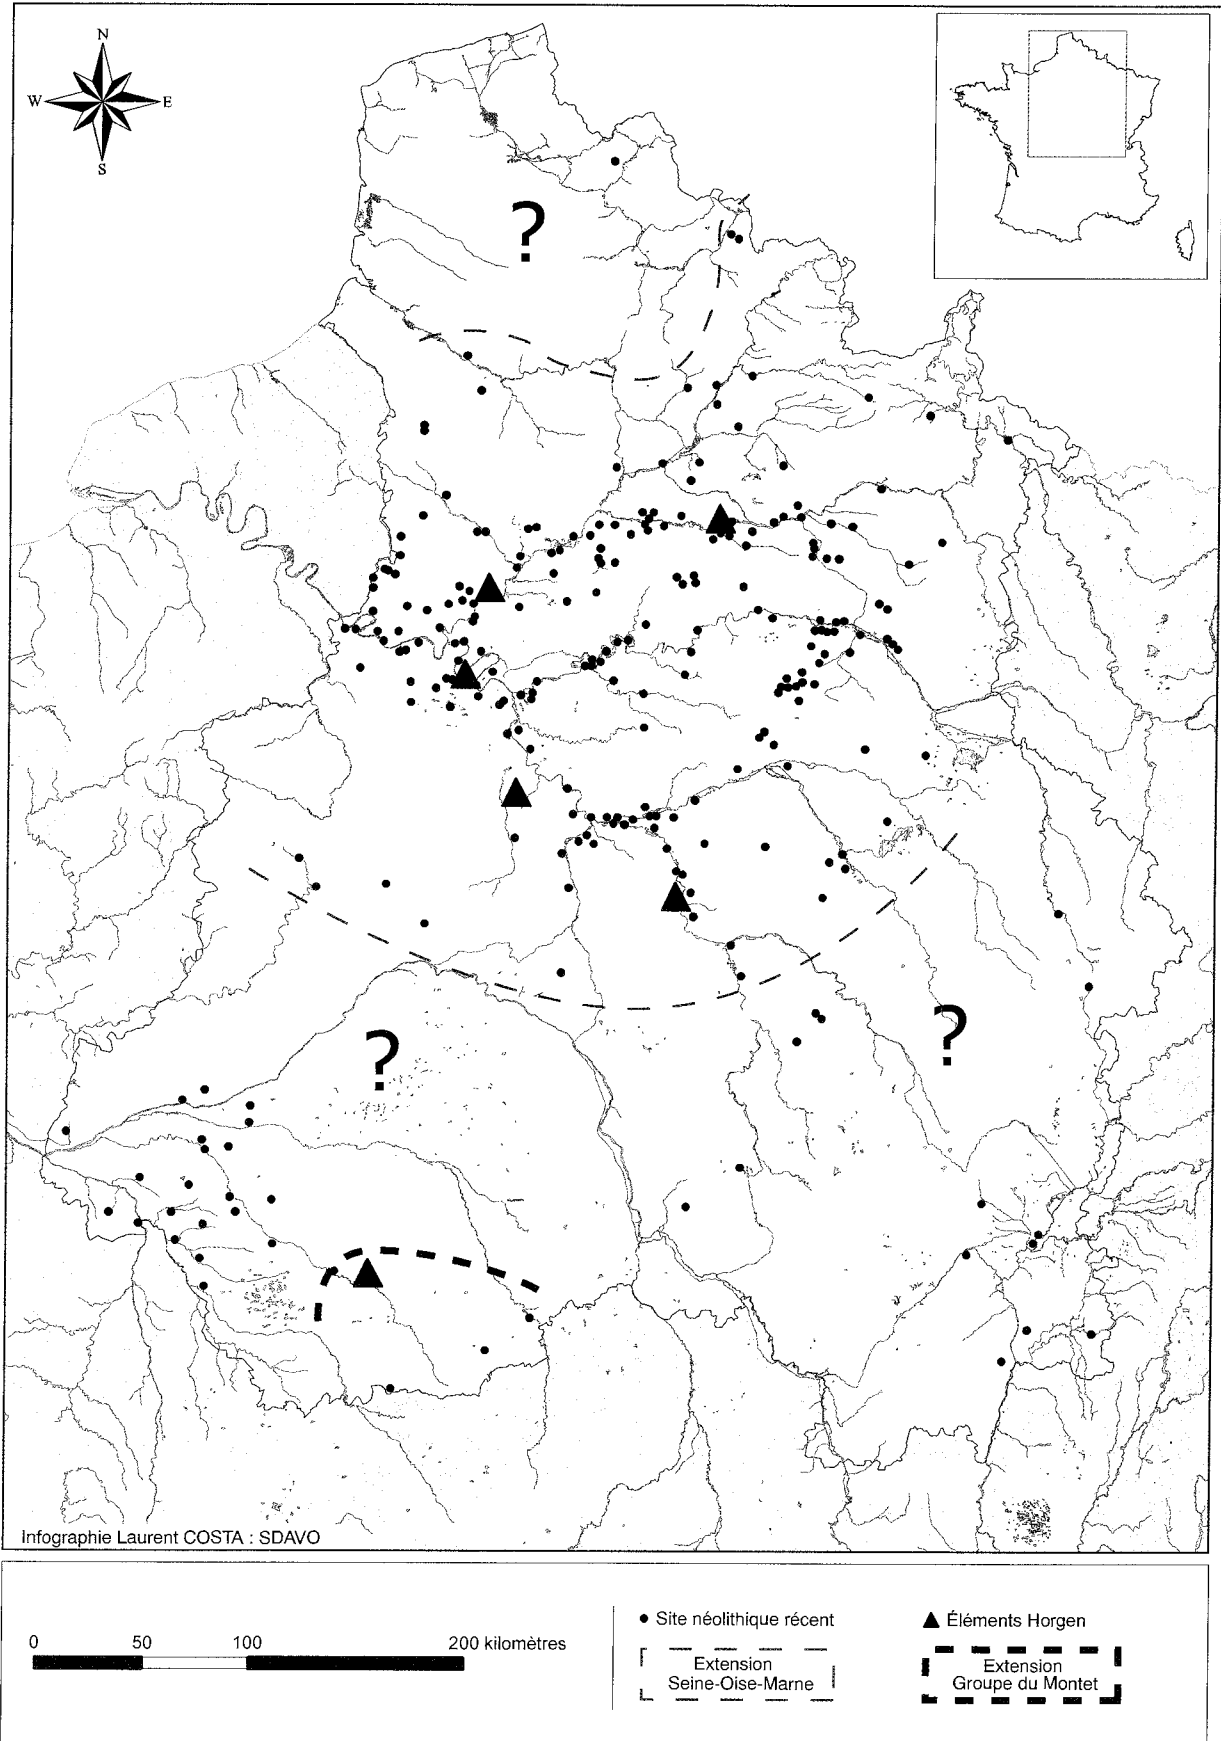 N
W E
S
?
?
?
Infographie Laurent COSTA : SDAVO
0 50 100 200 kilomètres
Site néolithique récent
Éléments Horgen
Extension
Seine-Oise-Marne
Extension
Groupe du Montet